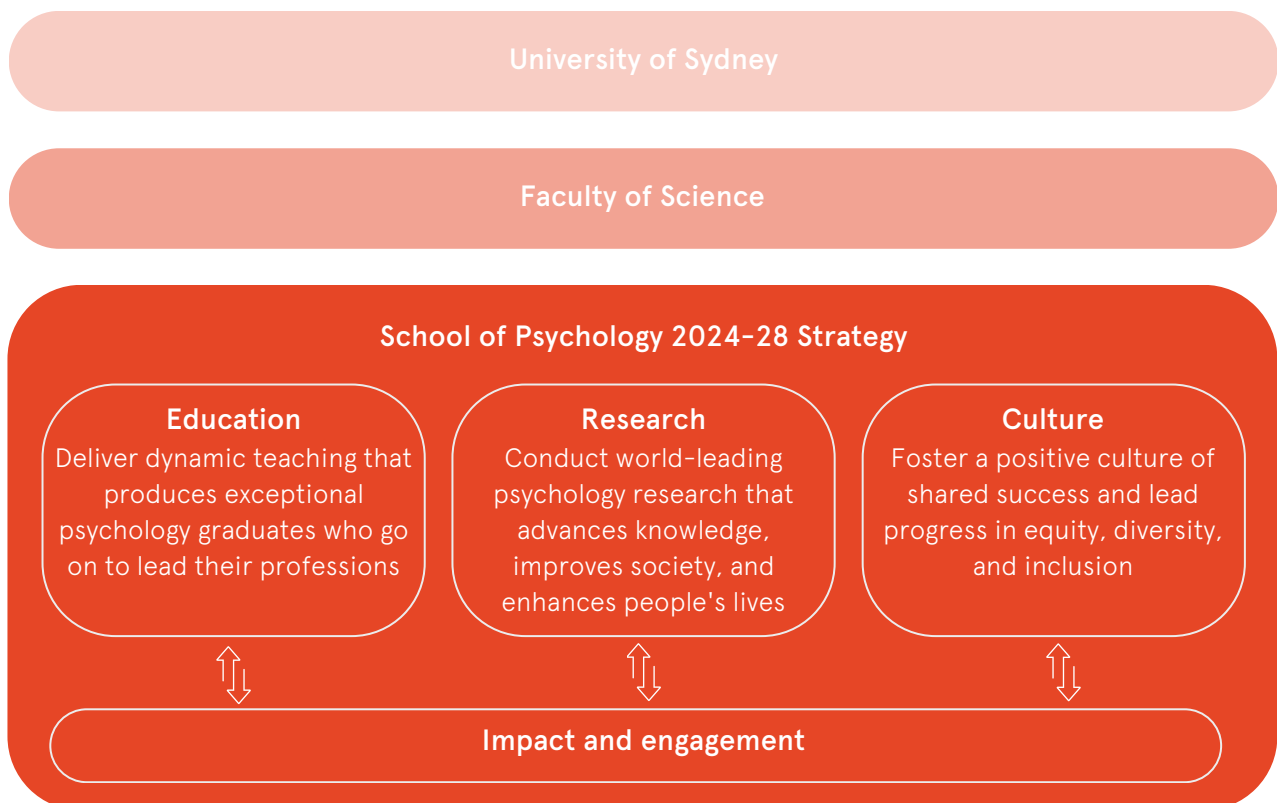 University of Sydney
Faculty of Science
School of Psychology 2024-28 Strategy
Education
Deliver dynamic teaching that
produces exceptional
psychology graduates who go
on to lead their professions
Research
Conduct world-leading
psychology research that
advances knowledge,
improves society, and
enhances people's lives
Culture
Foster a positive culture of
shared success and lead
progress in equity, diversity,
and inclusion
Impact and engagement